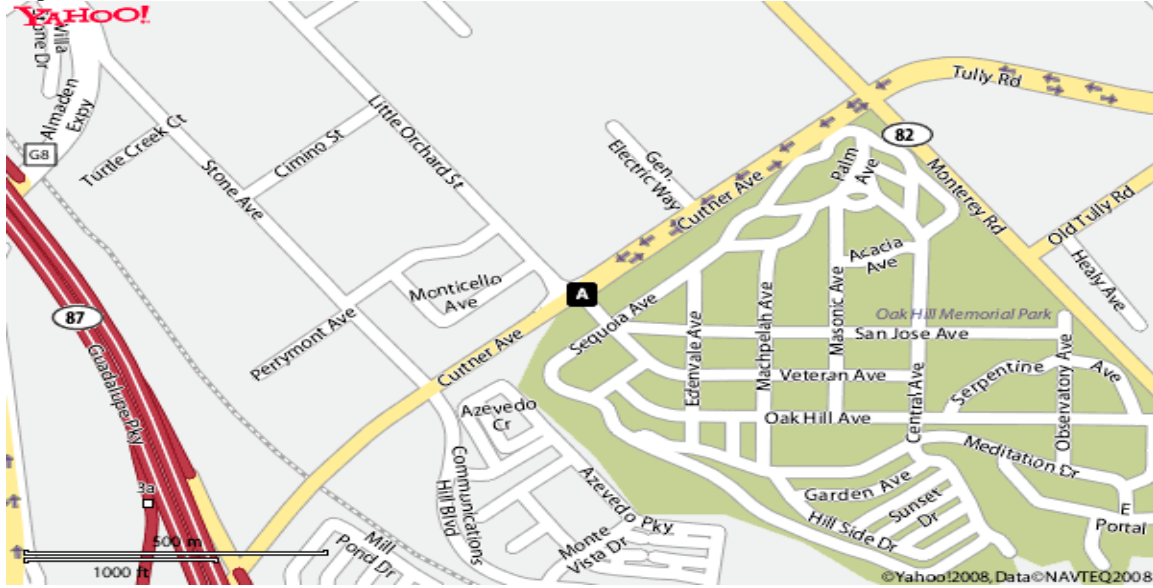 YAHOO!
Villa
Stone Dr
Almaden
Expy
G8
Turtle Creek Ct
Cimino St
Stone Ave
Little Orchard St
Gen.
Electric Way
Curtner Ave
Tully Rd
82
Monterey Rd
Old Tully Rd
Healy Ave
Palm
Ave
Acacia
Ave
Oak Hill Memorial Park
San Jose Ave
Masonic Ave
Machpelah Ave
Edenvale Ave
Sequoia Ave
A
Monticello
Ave
Perrymont Ave
Curtner Ave
87
Guadalupe Pky
3a
Veteran Ave
Serpentine
Ave
Observatory Ave
Oak Hill Ave
Central Ave
Meditation Dr
Azevedo
Cr
Communications
Hill Blvd
Azevedo Pky
Monte
Vista Dr
Mill
Pond Dr
Garden Ave
Sunset
Dr
Hill Side Dr
E
Portal
500 m
1000 ft
©Yahoo!2008, Data©NAVTEQ2008